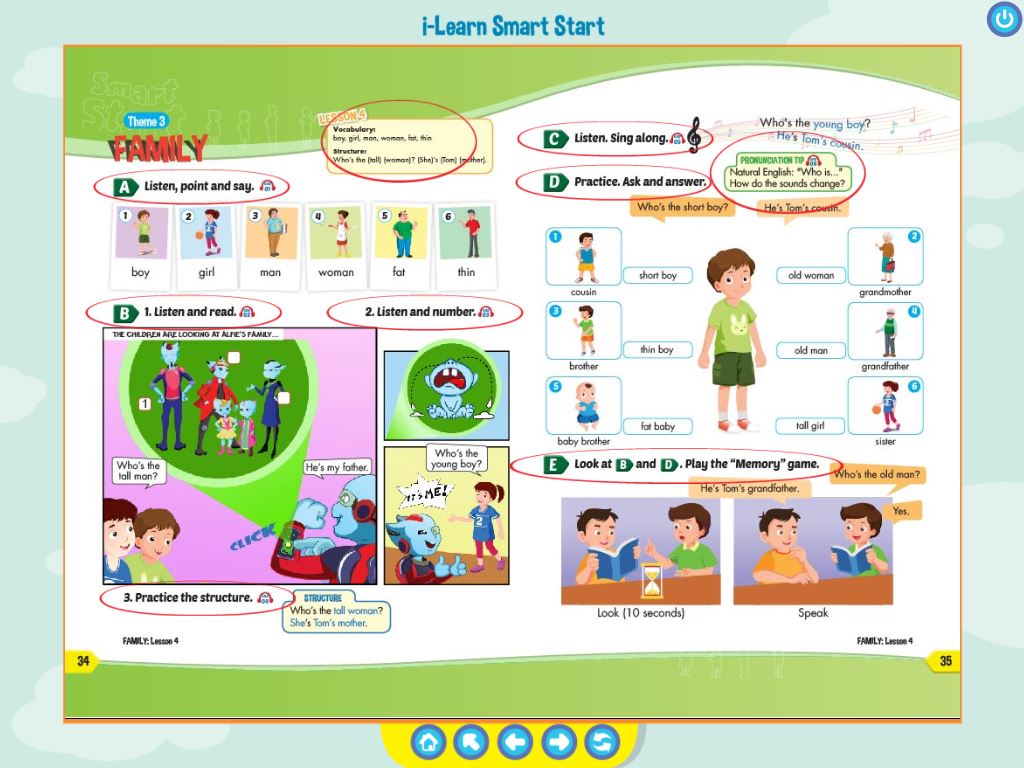 i-Learn Smart Start
Smart
Start
Theme 3
FAMILY
LESSON 4
Vocabulary:
boy, girl, man, woman, fat, thin
Structure:
Who's the (tall) (woman)? (She)'s (Tom) (mother).
A Listen, point and say.
1
2
3
4
5
6
boy
girl
man
woman
fat
thin
B 1. Listen and read.
2. Listen and number.
THE CHILDREN ARE LOOKING AT ALFIE'S FAMILY...
1
Who's the
tall man?
He's my father.
CLICK
Who's the
young boy?
IT'S ME!
2
3. Practice the structure.
STRUCTURE
Who's the tall woman?
She's Tom's mother.
FAMILY: Lesson 4
34
C Listen. Sing along.
Who's the young boy?
He's Tom's cousin.
D Practice. Ask and answer.
PRONUNCIATION TIP
Natural English: "Who is..."
How do the sounds change?
Who's the short boy?
He's Tom's cousin.
1
cousin
short boy
old woman
2
grandmother
3
brother
thin boy
old man
4
grandfather
5
baby brother
fat baby
tall girl
6
sister
E Look at B and D. Play the "Memory" game.
Who's the old man?
He's Tom's grandfather.
Yes.
Look (10 seconds)
Speak
FAMILY: Lesson 4
35